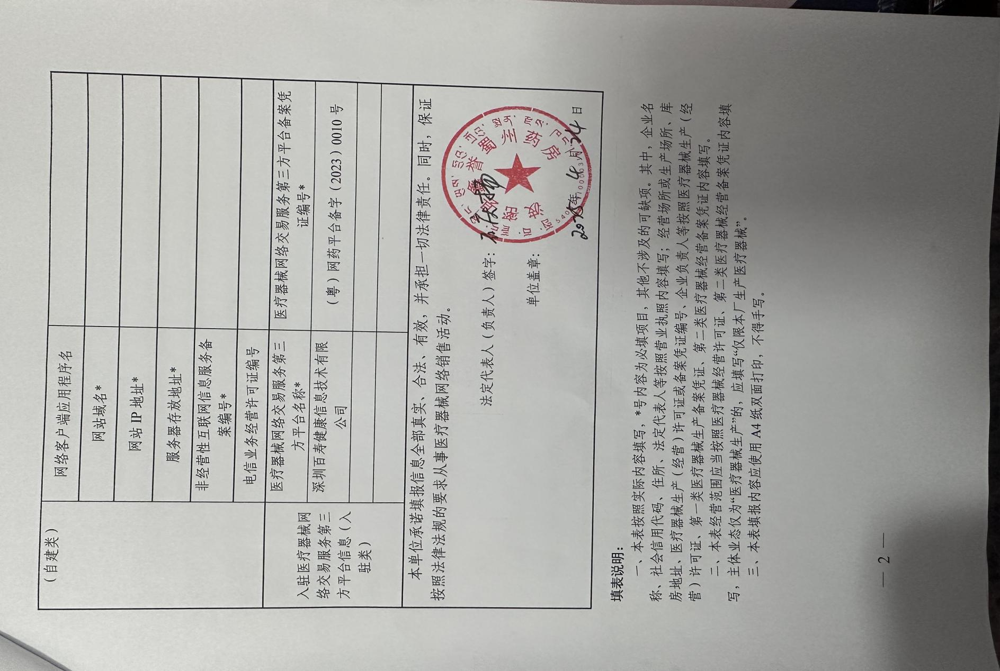 (自建类)
网络客户端应用程序名
网站域名*
网站 IP 地址*
服务器存放地址*
非经营性互联网信息服务备
案编号*
电信业务经营许可证编号
入驻医疗器械网
络交易服务第三
方平台信息（入
驻类）
医疗器械网络交易服务第三
方平台名称*
医疗器械网络交易服务第三方平台备案凭
证编号*
深圳百寿健康信息技术有限
公司
（粤）网药平台备字（2023）0010 号
本单位承诺填报信息全部真实、合法、有效，并承担一切法律责任。同时，保证
按照法律法规的要求从事医疗器械网络销售活动。
法定代表人（负责人）签字：
单位盖章：
誉蜀州药房
2025年 4 月 24 日
填表说明：
一、本表按照实际内容填写，*号内容为必填项目，其他不涉及的可缺项。其中，企业名
称、社会信用代码、住所、法定代表人等按照营业执照内容填写；经营场所或生产场所、库
房地址、医疗器械生产（经营）许可证或备案凭证编号、企业负责人等按照医疗器械生产（经
营）许可证、第一类医疗器械生产备案凭证、第二类医疗器械经营备案凭证内容填写。
二、本表经营范围应当按照医疗器械经营许可证、第二类医疗器械经营备案凭证内容填
写，主体业态仅为“医疗器械生产”的，应填写“仅限本厂生产医疗器械”。
三、本表填报内容应使用 A4 纸双面打印，不得手写。
— 2 —